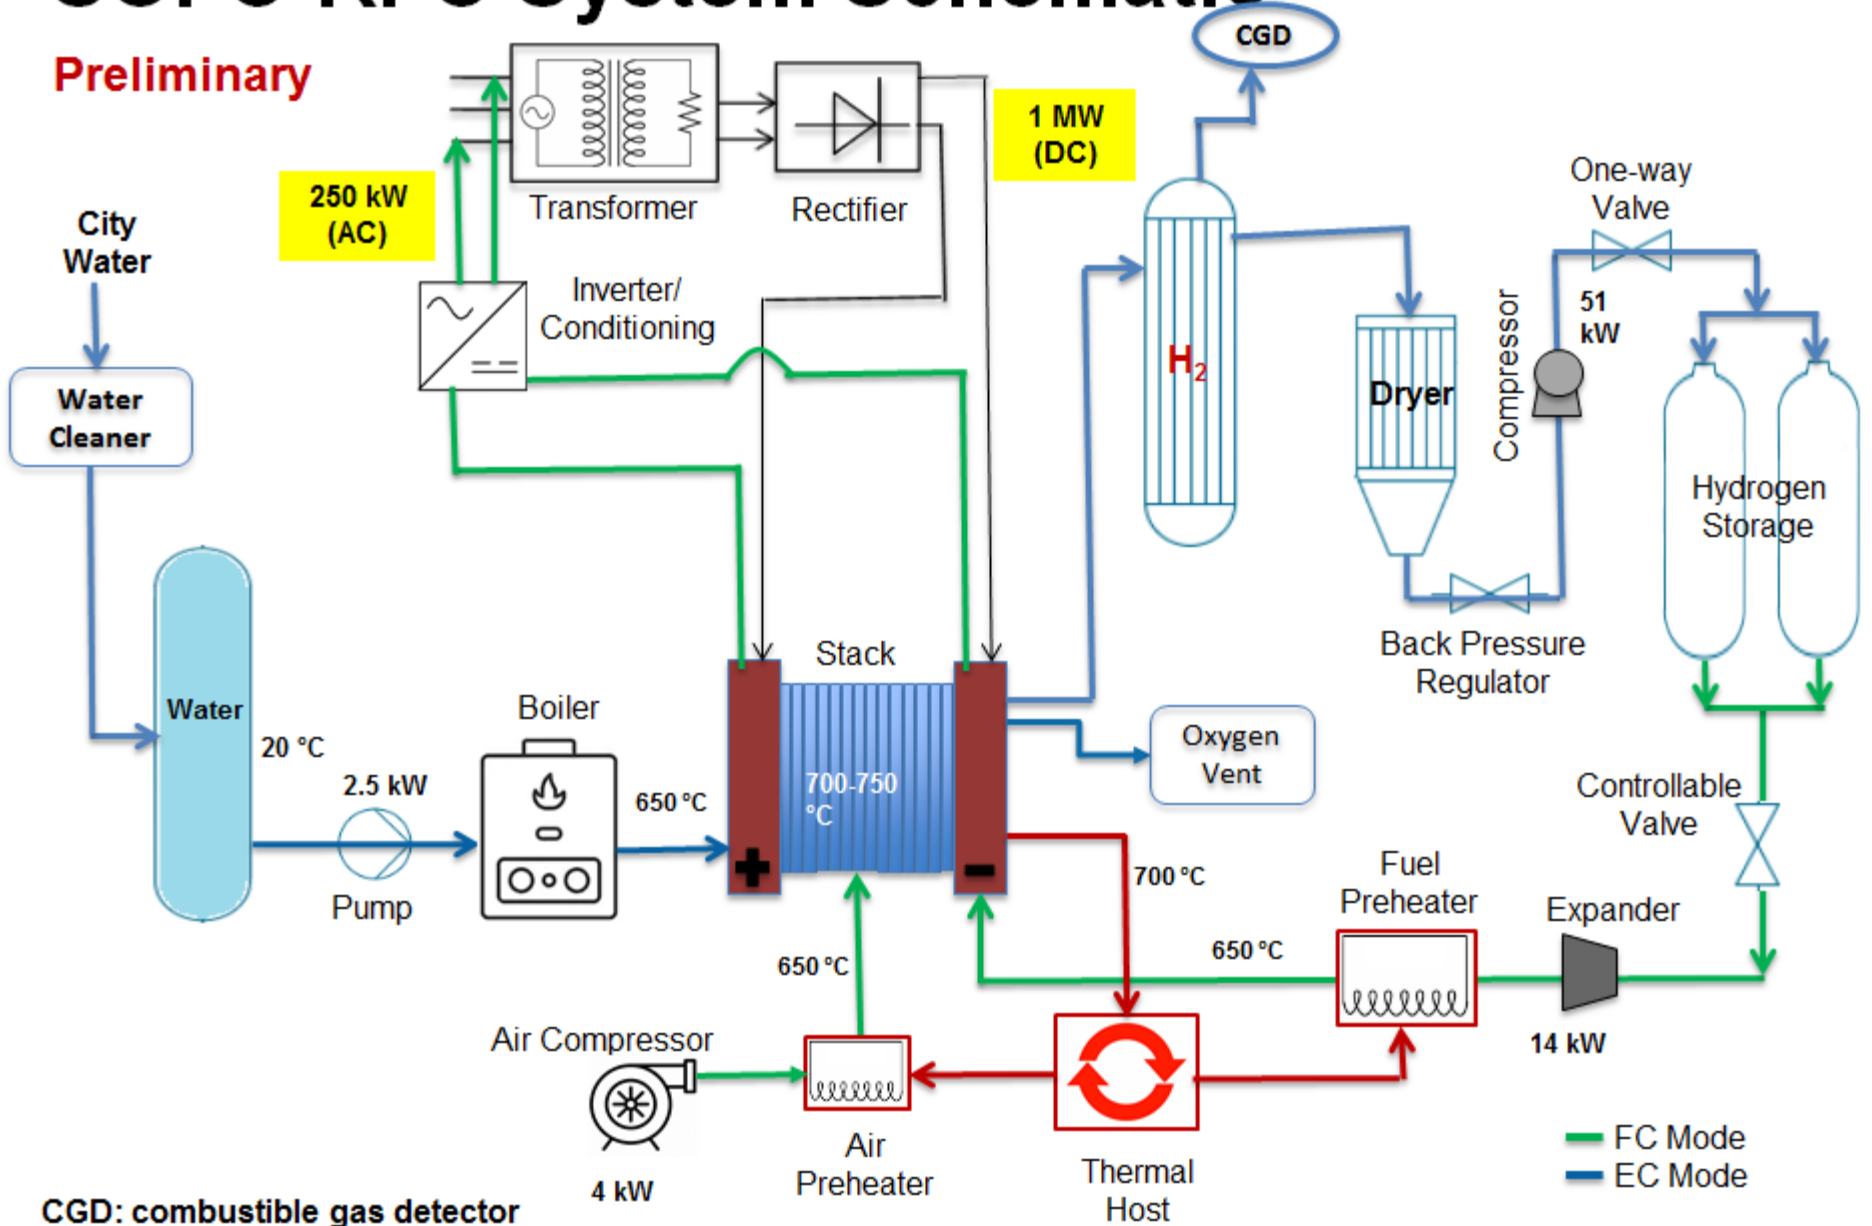 Preliminary
CGD
1 MW
(DC)
250 kW
(AC)
Transformer
Rectifier
One-way
Valve
City
Water
Inverter/
Conditioning
Compressor
51
kW
H2
Water
Cleaner
Dryer
Hydrogen
Storage
Stack
Back Pressure
Regulator
Water
20 °C
Boiler
2.5 kW
650 °C
700-750
°C
Oxygen
Vent
Controllable
Valve
Pump
+
-
700 °C
Fuel
Preheater
Expander
650 °C
650 °C
14 kW
Air Compressor
4 kW
Air
Preheater
Thermal
Host
FC Mode
EC Mode
CGD: combustible gas detector